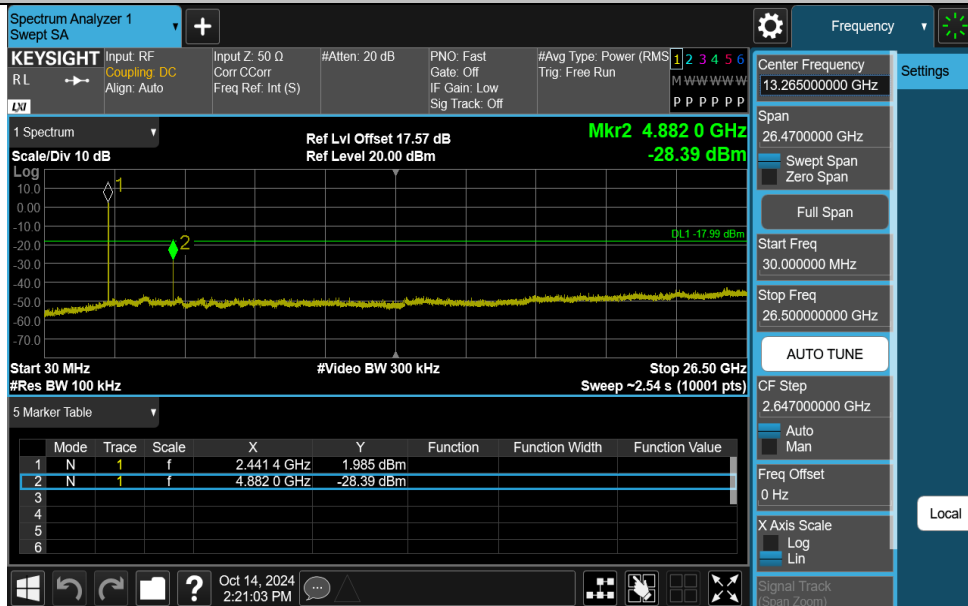 Spectrum Analyzer 1
Swept SA
+
Frequency
KEYSIGHT
RL
LXI
Input: RF
Coupling: DC
Align: Auto
Input Z: 50 Ω
Corr CCorr
Freq Ref: Int (S)
#Atten: 20 dB
PNO: Fast
Gate: Off
IF Gain: Low
Sig Track: Off
#Avg Type: Power (RMS
Trig: Free Run
1 2 3 4 5 6
M W W W W W
P P P P P P
1 Spectrum
Scale/Div 10 dB
Ref Lvl Offset 17.57 dB
Ref Level 20.00 dBm
Mkr2 4.882 0 GHz
-28.39 dBm
Log
10.0
0.00
-10.0
-20.0
-30.0
-40.0
-50.0
-60.0
-70.0
1
2
DL1 -17.99 dBm
Start 30 MHz
#Video BW 300 kHz
Stop 26.50 GHz
#Res BW 100 kHz
Sweep ~2.54 s (10001 pts)
5 Marker Table
Mode Trace Scale X Y Function Function Width Function Value
1 N 1 f 2.441 4 GHz 1.985 dBm
2 N 1 f 4.882 0 GHz -28.39 dBm
3
4
5
6
?
Oct 14, 2024
2:21:03 PM
Center Frequency
13.265000000 GHz
Span
26.4700000 GHz
Swept Span
Zero Span
Full Span
Start Freq
30.000000 MHz
Stop Freq
26.500000000 GHz
AUTO TUNE
CF Step
2.647000000 GHz
Auto
Man
Freq Offset
0 Hz
X Axis Scale
Log
Lin
Signal Track
(Span Zoom)
Settings
Local